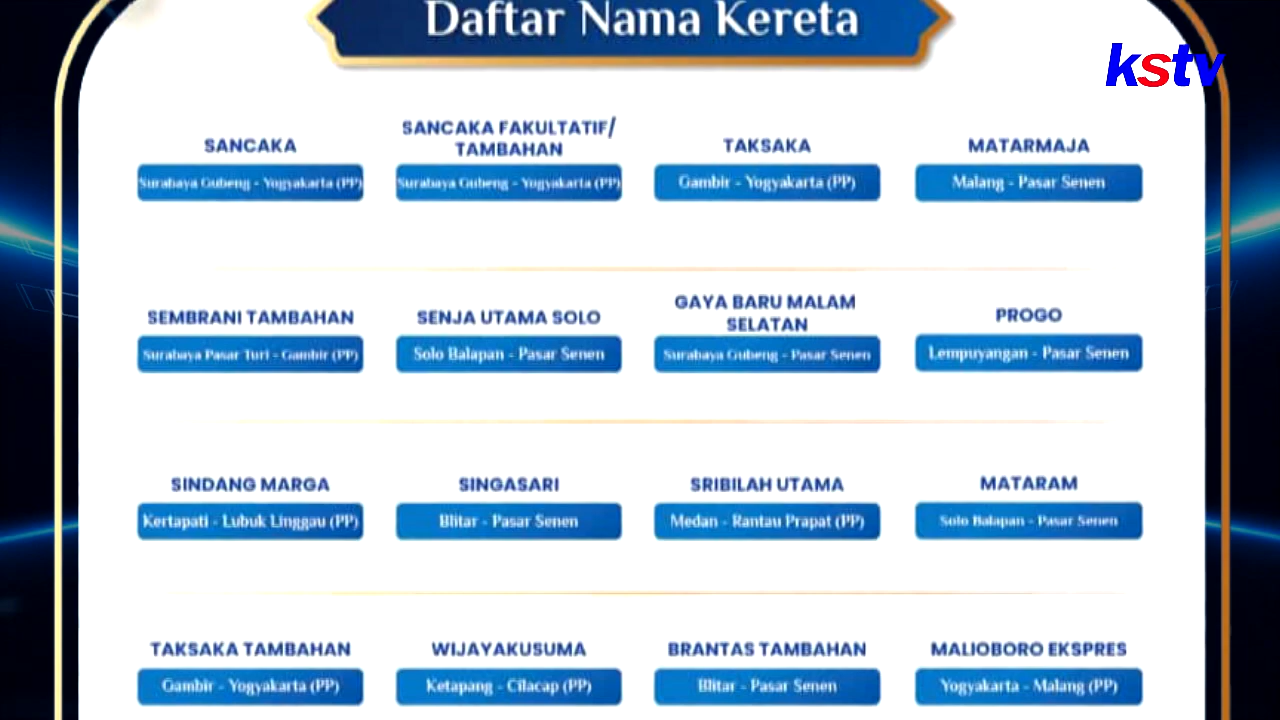 Daftar Nama Kereta
kstv
SANCAKA
Surabaya Gubeng - Yogyakarta (PP)
SANCAKA FAKULTATIF/
TAMBAHAN
Surabaya Gubeng - Yogyakarta (PP)
TAKSAKA
Gambir - Yogyakarta (PP)
MATARMAJA
Malang - Pasar Senen
SEMBRANI TAMBAHAN
Surabaya Pasar Turi - Gambir (PP)
SENJA UTAMA SOLO
Solo Balapan - Pasar Senen
GAYA BARU MALAM
SELATAN
Surabaya Gubeng - Pasar Senen
PROGO
Lempuyangan - Pasar Senen
SINDANG MARGA
Kertapati - Lubuk Linggau (PP)
SINGASARI
Blitar - Pasar Senen
SRIBILAH UTAMA
Medan - Rantau Prapat (PP)
MATARAM
Solo Balapan - Pasar Senen
TAKSAKA TAMBAHAN
Gambir - Yogyakarta (PP)
WIJAYAKUSUMA
Ketapang - Cilacap (PP)
BRANTAS TAMBAHAN
Blitar - Pasar Senen
MALIOBORO EKSPRES
Yogyakarta - Malang (PP)